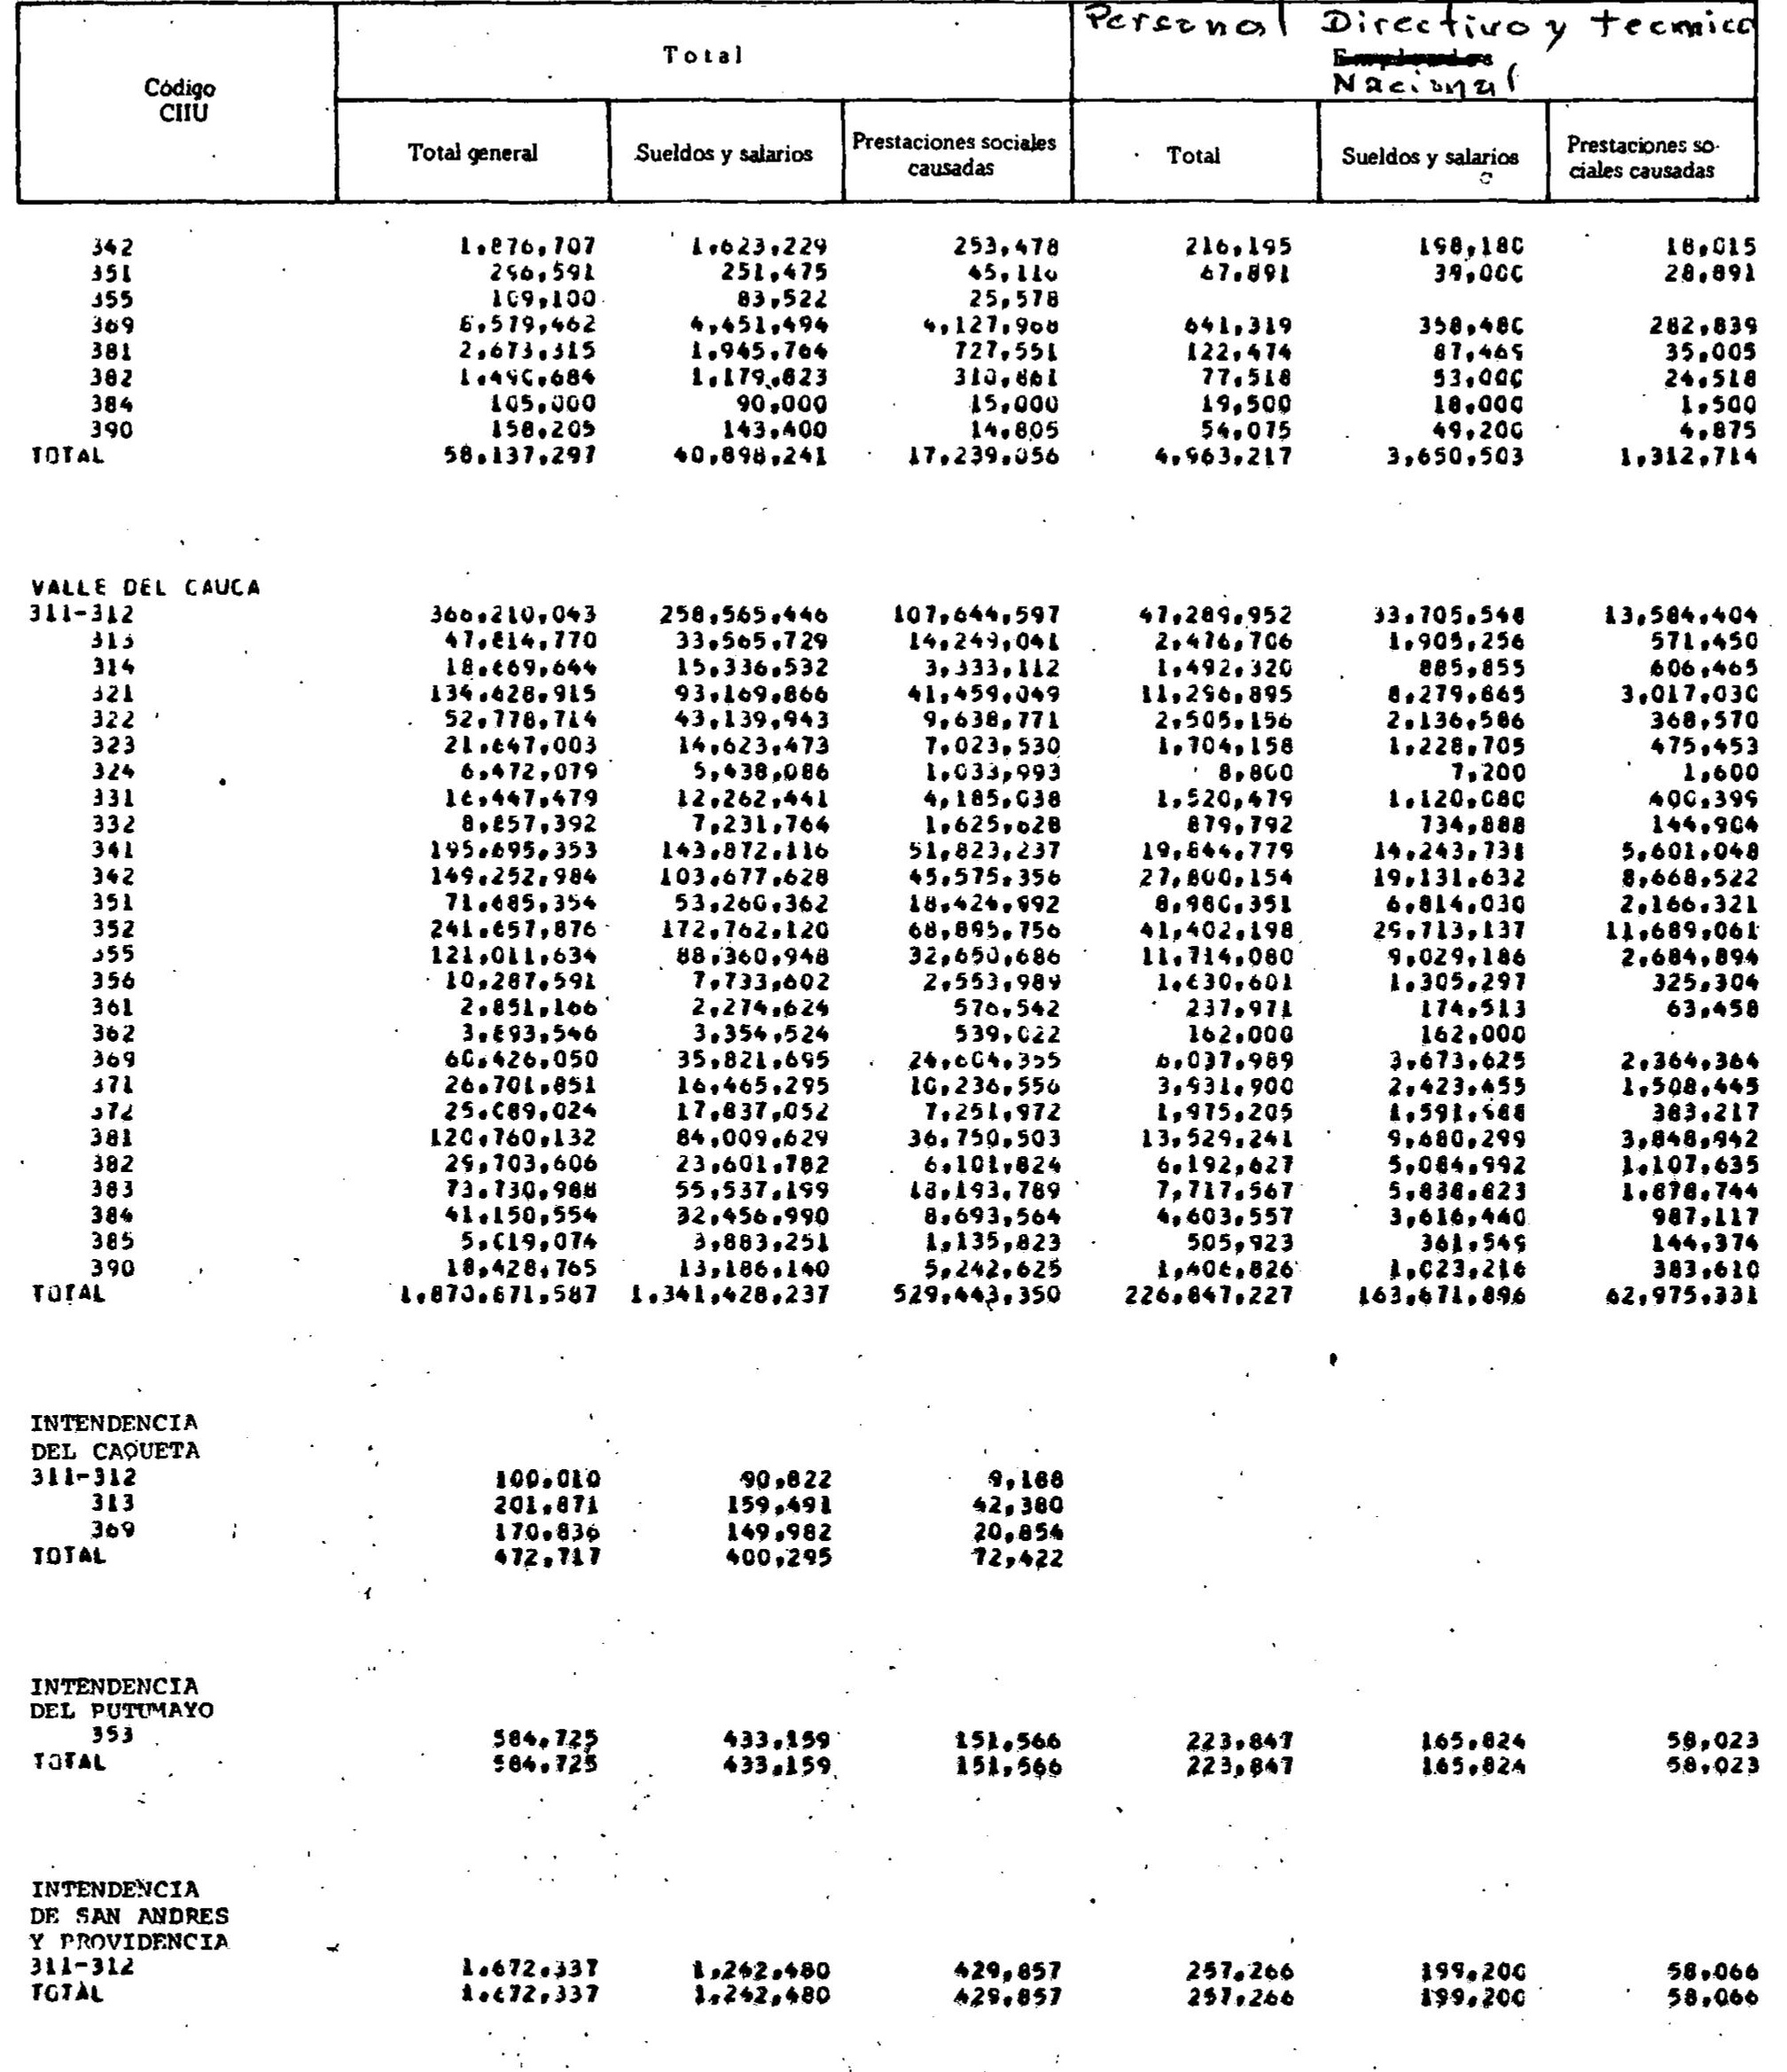 Total
Personal Directivo y tecnico
Nacional
Código
CIIU
Total general Sueldos y salarios Prestaciones sociales causadas Total Sueldos y salarios Prestaciones so-ciales causadas
342 1,876,707 1,623,229 253,478 216,195 198,180 18,015
351 296,591 251,475 45,116 67,891 39,000 28,891
355 109,100 83,522 25,578
369 8,579,462 4,451,494 4,127,968 641,319 358,480 282,839
381 2,673,315 1,945,764 727,551 122,474 87,469 35,005
382 1,490,684 1,179,823 310,861 77,518 53,000 24,518
384 105,000 90,000 15,000 19,500 18,000 1,500
390 158,205 143,400 14,805 54,075 49,200 4,875
TOTAL 58,137,297 40,898,241 17,239,056 4,963,217 3,650,503 1,312,714
VALLE DEL CAUCA
311-312 366,210,043 258,565,446 107,644,597 47,289,952 33,705,548 13,584,404
313 47,814,770 33,565,729 14,249,041 2,476,706 1,905,256 571,450
314 18,669,644 15,336,532 3,333,112 1,492,320 885,855 606,465
321 134,628,915 93,169,866 41,459,049 11,296,895 8,279,865 3,017,030
322 52,778,714 43,139,943 9,638,771 2,505,156 2,136,586 368,570
323 21,647,003 14,623,473 7,023,530 1,704,158 1,228,705 475,453
324 6,472,079 5,438,086 1,033,993 8,800 7,200 1,600
331 16,447,479 12,262,441 4,185,038 1,520,479 1,120,080 400,399
332 8,857,392 7,231,764 1,625,628 879,792 734,888 144,904
341 195,695,353 143,872,116 51,823,237 19,844,779 14,243,731 5,601,048
342 149,252,984 103,677,628 45,575,356 27,800,154 19,131,632 8,668,522
351 71,685,354 53,260,362 18,424,992 8,980,351 6,814,030 2,166,321
352 241,657,876 172,762,120 68,895,756 41,402,198 29,713,137 11,689,061
355 121,011,634 88,360,948 32,650,686 11,714,080 9,029,186 2,684,894
356 10,287,591 7,733,602 2,553,989 1,630,601 1,305,297 325,304
361 2,851,166 2,274,624 576,542 237,971 174,513 63,458
362 3,893,546 3,354,524 539,022 162,000 162,000
369 60,426,050 35,821,695 24,604,355 6,037,989 3,673,625 2,364,364
371 26,701,851 16,465,295 10,236,556 3,931,900 2,423,455 1,508,445
372 25,089,024 17,837,052 7,251,972 1,975,205 1,591,988 383,217
381 120,760,132 84,009,629 36,750,503 13,529,241 9,680,299 3,848,942
382 29,703,606 23,601,782 6,101,824 6,192,627 5,084,992 1,107,635
383 73,730,988 55,537,199 18,193,789 7,717,567 5,838,823 1,878,744
384 41,150,554 32,456,990 8,693,564 4,603,557 3,616,440 987,117
385 5,019,074 3,883,251 1,135,823 505,923 361,549 144,374
390 18,428,765 13,186,140 5,242,625 1,406,826 1,023,216 383,610
TOTAL 1,870,871,587 1,341,428,237 529,443,350 226,847,227 163,871,896 62,975,331
INTENDENCIA
DEL CAQUETA
311-312 100,010 90,822 9,188
313 201,871 159,491 42,380
369 170,836 149,982 20,854
TOTAL 472,717 400,295 72,422
INTENDENCIA
DEL PUTUMAYO
353 584,725 433,159 151,566 223,847 165,824 58,023
TOTAL 584,725 433,159 151,566 223,847 165,824 58,023
INTENDENCIA
DE SAN ANDRES
Y PROVIDENCIA
311-312 1,672,337 1,242,480 429,857 257,266 199,200 58,066
TOTAL 1,672,337 1,242,480 429,857 257,266 199,200 58,066